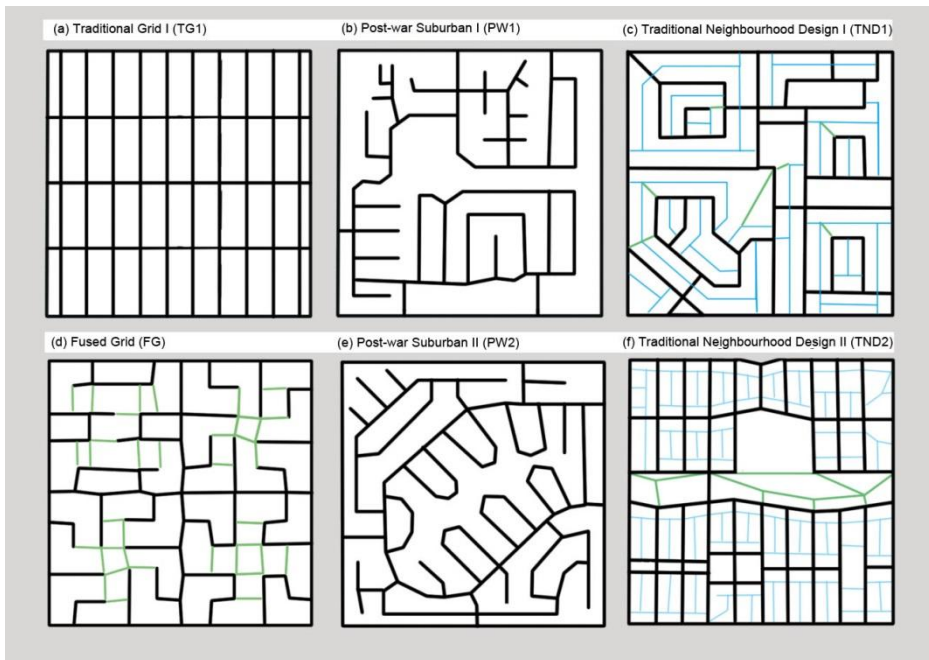 (a) Traditional Grid I (TG1)
(b) Post-war Suburban I (PW1)
(c) Traditional Neighbourhood Design I (TND1)
(d) Fused Grid (FG)
(e) Post-war Suburban II (PW2)
(f) Traditional Neighbourhood Design II (TND2)